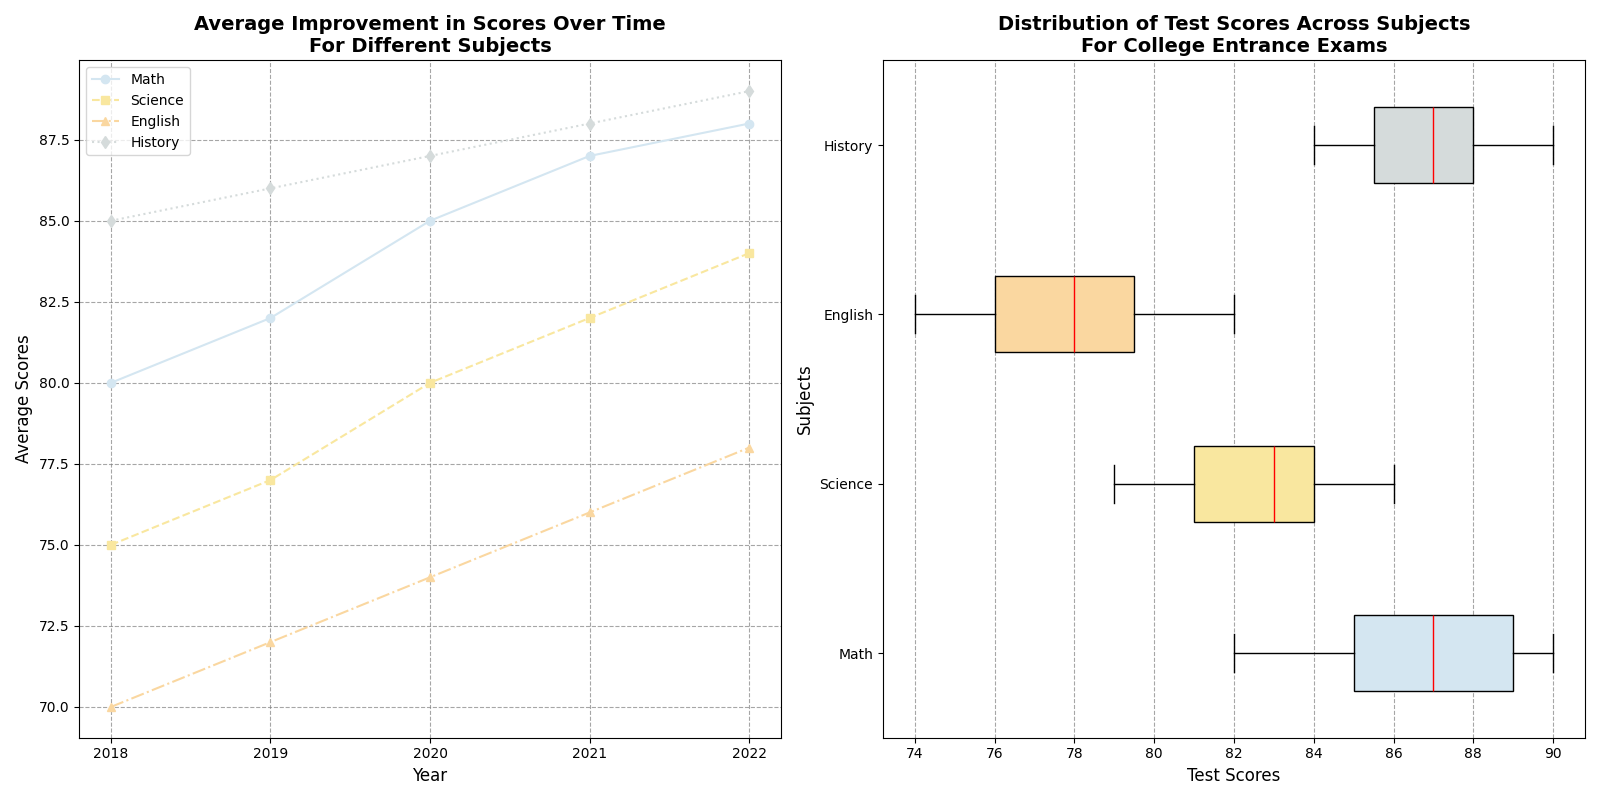 Average Improvement in Scores Over Time
For Different Subjects
Math
Science
English
History
87.5
85.0
82.5
80.0
77.5
75.0
72.5
70.0
Average Scores
2018 2019 2020 2021 2022
Year
Distribution of Test Scores Across Subjects
For College Entrance Exams
History
English
Science
Math
Subjects
74 76 78 80 82 84 86 88 90
Test Scores